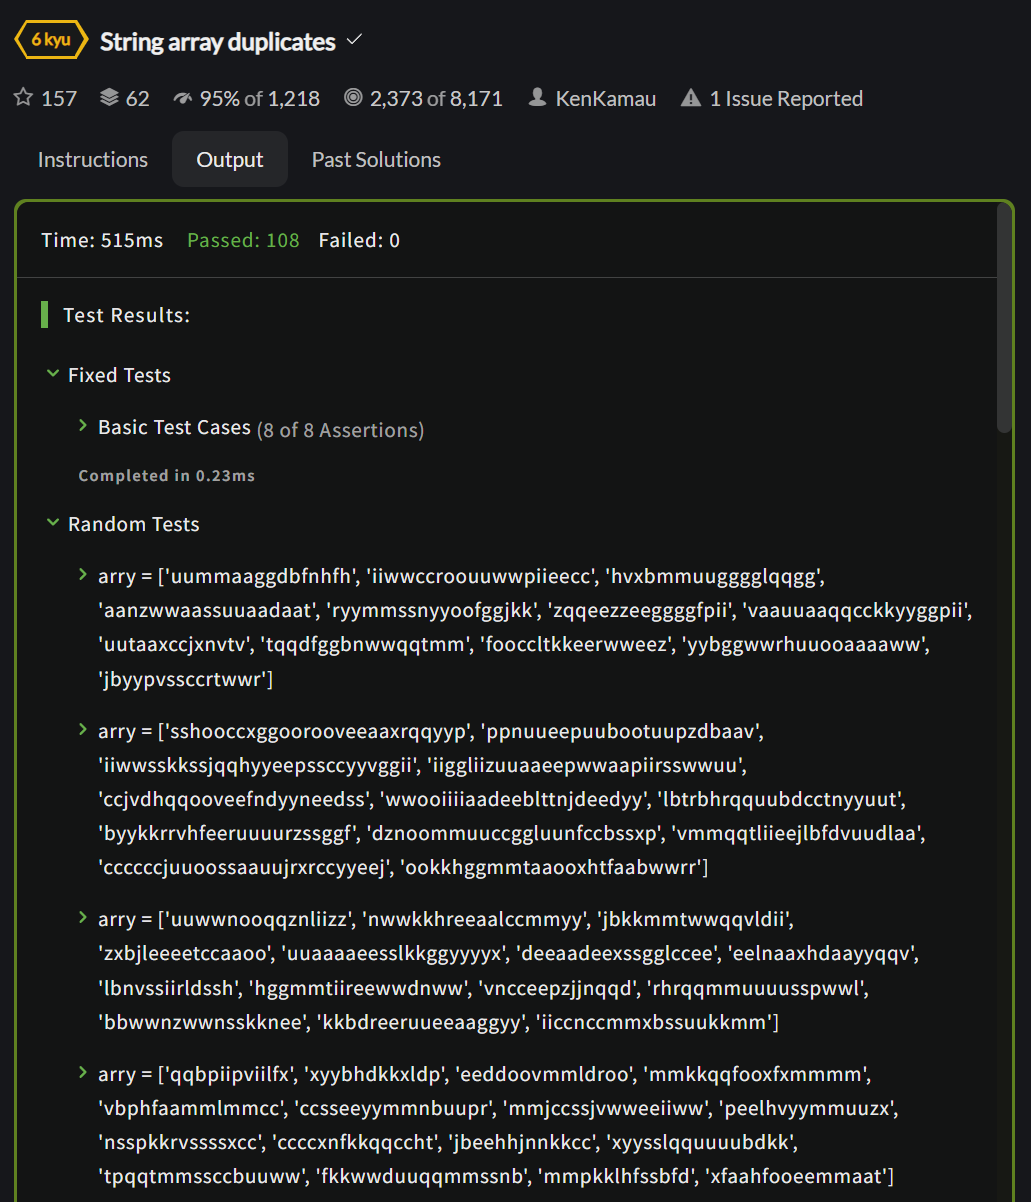 6 kyu String array duplicates
157 62 95% of 1,218 2,373 of 8,171 KenKamau 1 Issue Reported
Instructions Output Past Solutions
Time: 515ms Passed: 108 Failed: 0
Test Results:
Fixed Tests
Basic Test Cases (8 of 8 Assertions)
Completed in 0.23ms
Random Tests
arry = ['uummaaggdbfnhfh', 'iiwwccroouuwwpiieecc', 'hvxbmmuugggglqqgg',
'aanzwwaassuuaadaat', 'ryymmssnyyoofggjkk', 'zqqeezzeeggggfpii', 'vaauuaaqqcckkyyggpii',
'uutaaxccjxnvtv', 'tqqdfggbnwwqqtmm', 'fooccltkkeerwweez', 'yybggwwrhuuooaaaaww',
'jbyypvssccrtwwr']
arry = ['sshooccxggoorooveeaaxrqqyyp', 'ppnuueepuubootuupzdbaav',
'iiwwsskkssjqqhyyeepssccyyvggii', 'iiggliizuuaaeepwwaapiirsswwuu',
'ccjvdhqqooveefndyyneedss', 'wwooiiiiaadeeblttnjdeedyy', 'lbtrbhrqquubdcctnyyuut',
'byykkrrvhfeeruuuurzssggf', 'dznoommuuccggluunfccbssxp', 'vmmqqtliieejlbfdvuudlaa',
'ccccccjuuoossaauujrxrccyyeej', 'ookkhggmmtaaooxhtfaabwwrr']
arry = ['uuwwnooqqznliizz', 'nwwkkhreeaalccmmyy', 'jbkkmmtwwqqvldii',
'zxbjleeeetccaaoo', 'uuaaaaeesslkkggyyyyx', 'deeaadeexssgglccee', 'eelnaaxhdaayyqqv',
'lbnvssiirldssh', 'hggmmtiireewwdnww', 'vncceepzjjnqqd', 'rhrqqmmuuuusspwwl',
'bbwwnzwwnsskknee', 'kkbdreeruueeaaggyy', 'iiccnccmmxbssuukkmm']
arry = ['qqbpiipviilfx', 'xyybhdkkxldp', 'eeddoovmmldroo', 'mmkkqqfooxfxmmmm',
'vbphfaammlmmcc', 'ccsseeyymmnbuupr', 'mmjccssjvwweeiiww', 'peelhvyymmuuzx',
'nsspkkrvssssxcc', 'ccccxnfkkqqccht', 'jbeehhjnnkkcc', 'xyysslqquuuubdkk',
'tpqqtmmssccbuuww', 'fkkwwduuqqmmssnb', 'mmpkklhfssbfd', 'xfaahfooeemmaat']